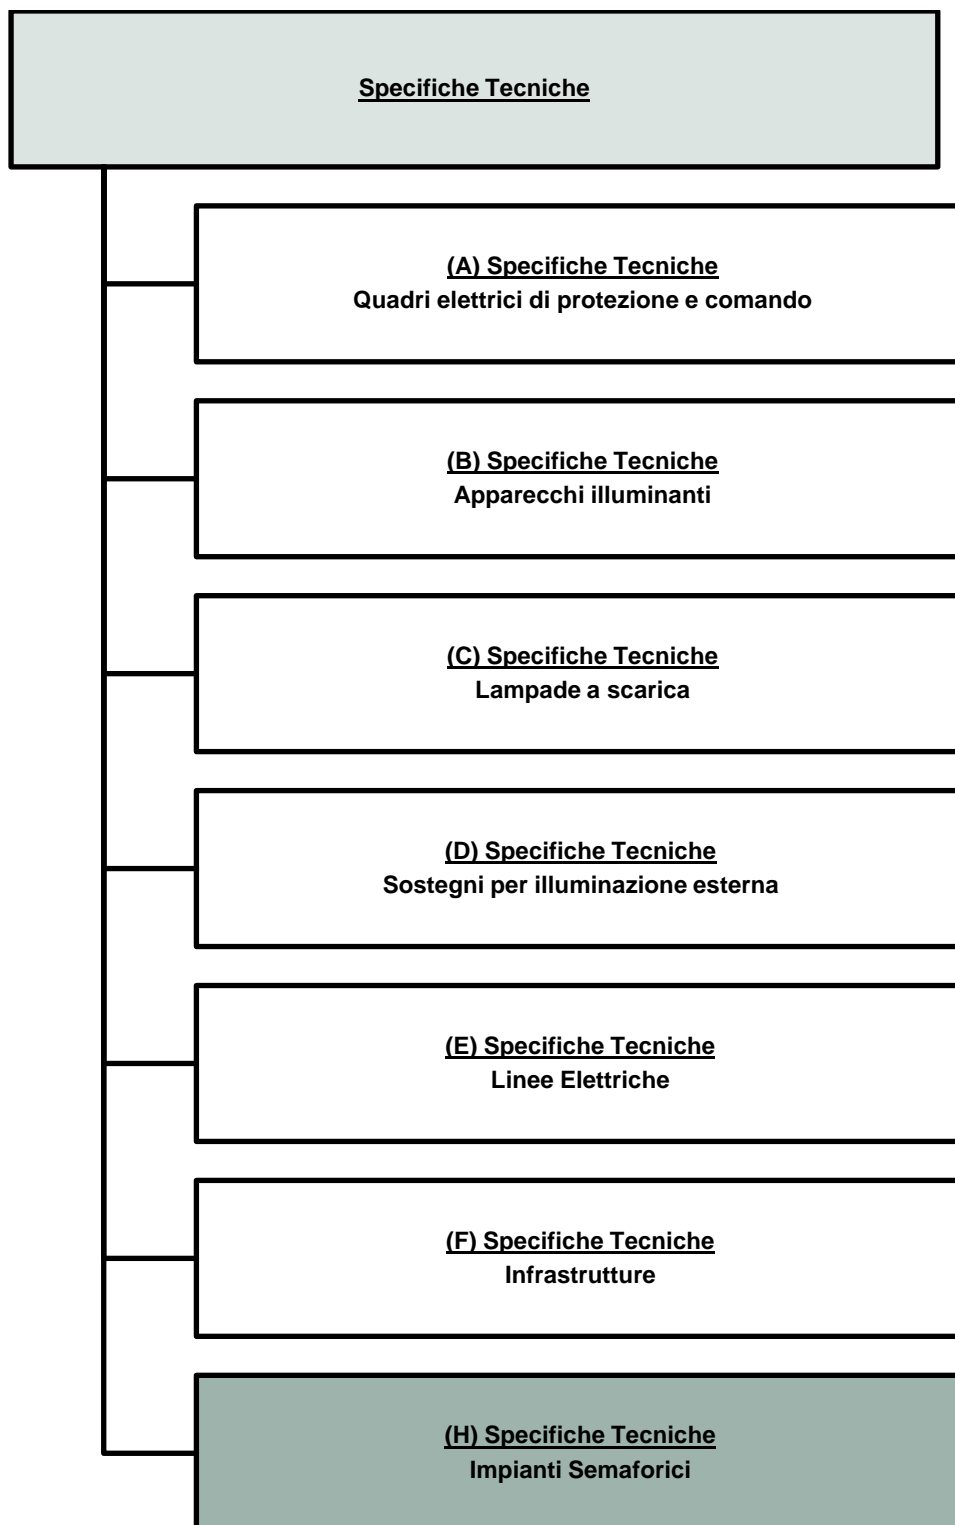 Specifiche Tecniche
(A) Specifiche Tecniche
Quadri elettrici di protezione e comando
(B) Specifiche Tecniche
Apparecchi illuminanti
(C) Specifiche Tecniche
Lampade a scarica
(D) Specifiche Tecniche
Sostegni per illuminazione esterna
(E) Specifiche Tecniche
Linee Elettriche
(F) Specifiche Tecniche
Infrastrutture
(H) Specifiche Tecniche
Impianti Semaforici